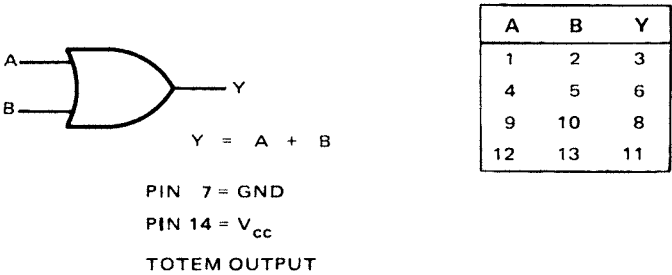 A
B
Y
Y = A + B
PIN 7 = GND
PIN 14 = Vcc
TOTEM OUTPUT
A B Y
1 2 3
4 5 6
9 10 8
12 13 11